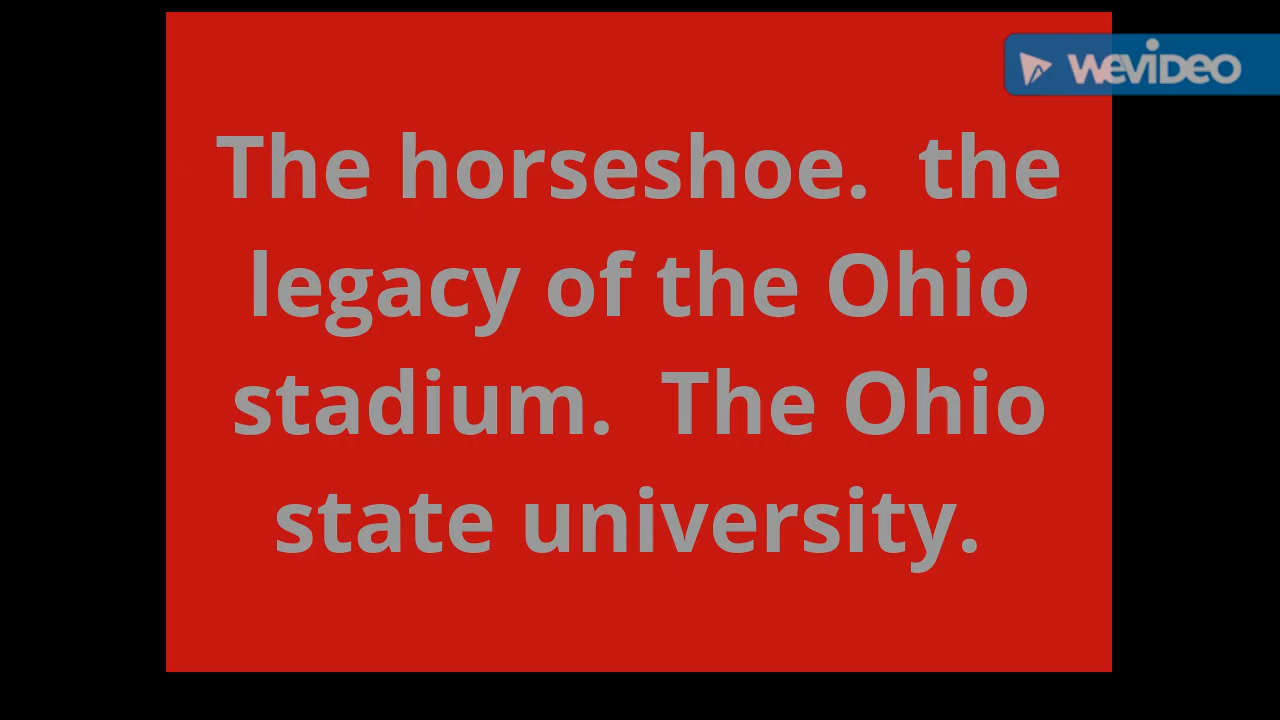 WEVIDEO
The horseshoe.  the
legacy of the Ohio
stadium.  The Ohio
state university.